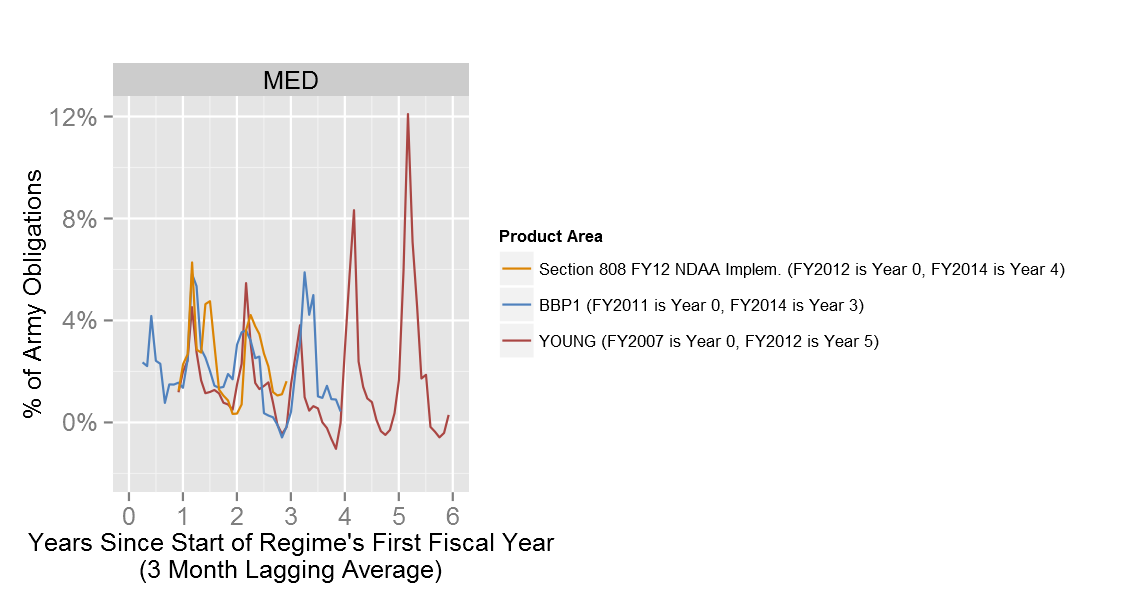 MED
12%
8%
4%
0%
% of Army Obligations
0 1 2 3 4 5 6
Years Since Start of Regime's First Fiscal Year
(3 Month Lagging Average)
Product Area
Section 808 FY12 NDAA Implem. (FY2012 is Year 0, FY2014 is Year 4)
BBP1 (FY2011 is Year 0, FY2014 is Year 3)
YOUNG (FY2007 is Year 0, FY2012 is Year 5)